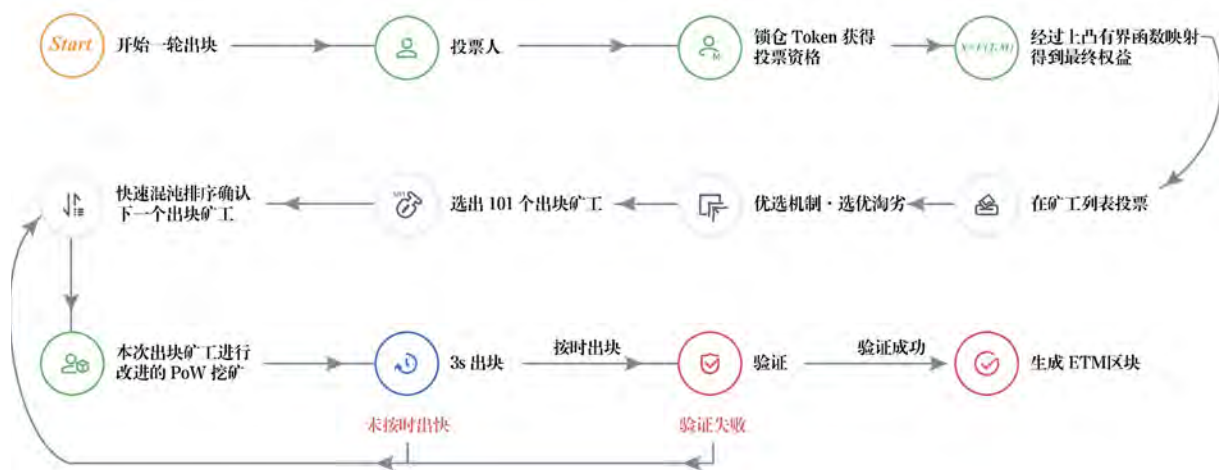 Start
开始一轮出块
投票人
锁仓 Token 获得
投票资格
经过上凸有界函数映射
得到最终权益
快速混沌排序确认
下一个出块矿工
选出 101 个出块矿工
优选机制·选优淘劣
在矿工列表投票
本次出块矿工进行
改进的 PoW 挖矿
3s 出块
按时出块
验证
验证成功
生成 ETM区块
未按时出快
验证失收